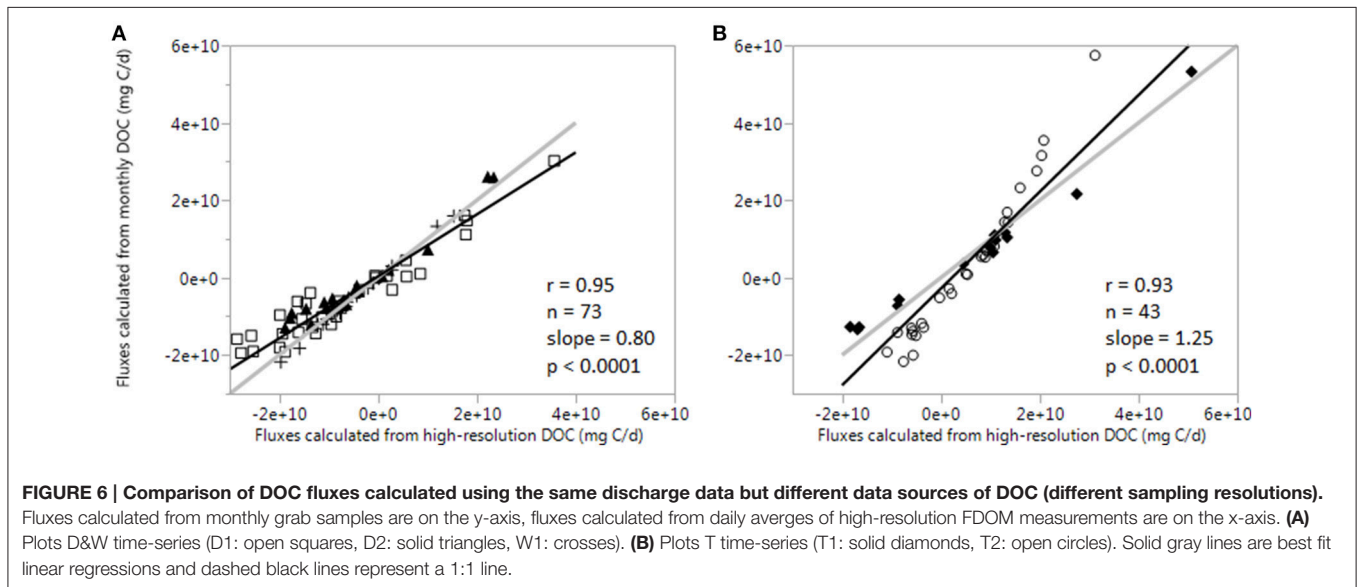 A
B
Fluxes calculated from monthly DOC (mg C/d)
6e+10
4e+10
2e+10
0e+0
-2e+10
r = 0.95
n = 73
slope = 0.80
p < 0.0001
-2e+10 0e+0 2e+10 4e+10 6e+10
Fluxes calculated from high-resolution DOC (mg C/d)
6e+10
4e+10
2e+10
0e+0
-2e+10
r = 0.93
n = 43
slope = 1.25
p < 0.0001
-2e+10 0e+0 2e+10 4e+10 6e+10
Fluxes calculated from high-resolution DOC (mg C/d)
FIGURE 6 | Comparison of DOC fluxes calculated using the same discharge data but different data sources of DOC (different sampling resolutions).
Fluxes calculated from monthly grab samples are on the y-axis, fluxes calculated from daily averges of high-resolution FDOM measurements are on the x-axis. (A)
Plots D&W time-series (D1: open squares, D2: solid triangles, W1: crosses). (B) Plots T time-series (T1: solid diamonds, T2: open circles). Solid gray lines are best fit
linear regressions and dashed black lines represent a 1:1 line.